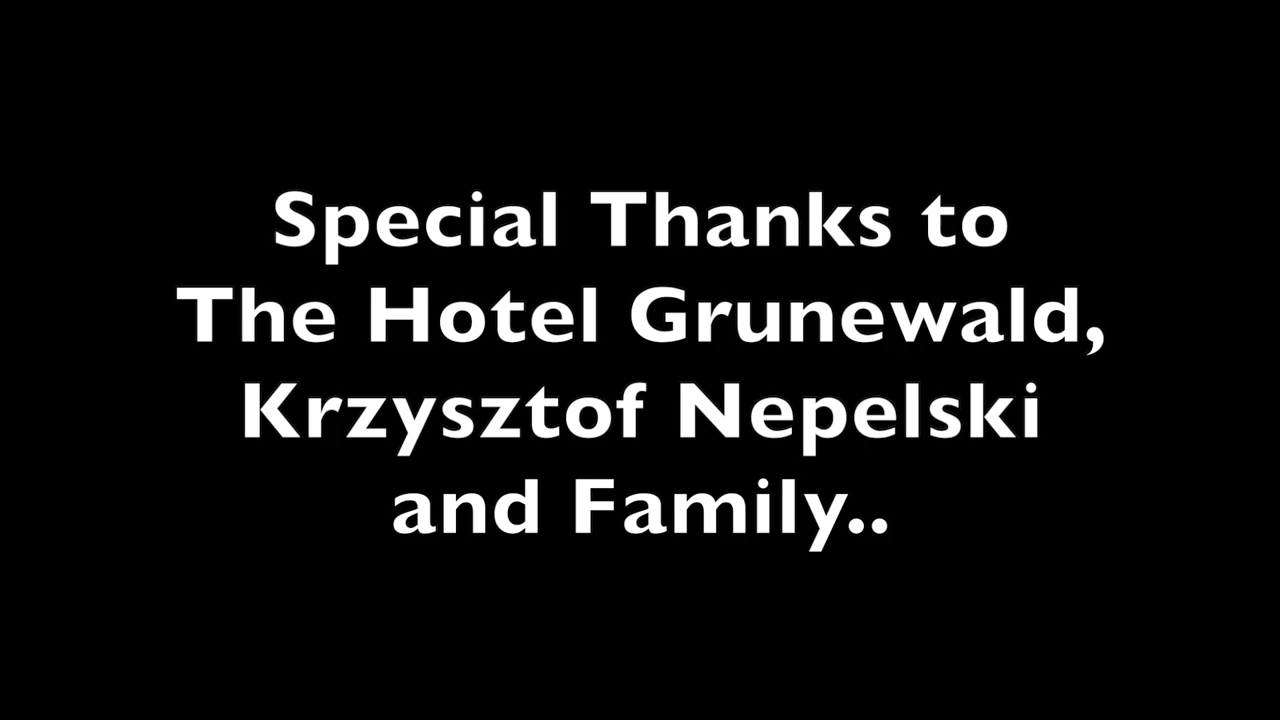 Special Thanks to
The Hotel Grunewald,
Krzysztof Nepelski
and Family..